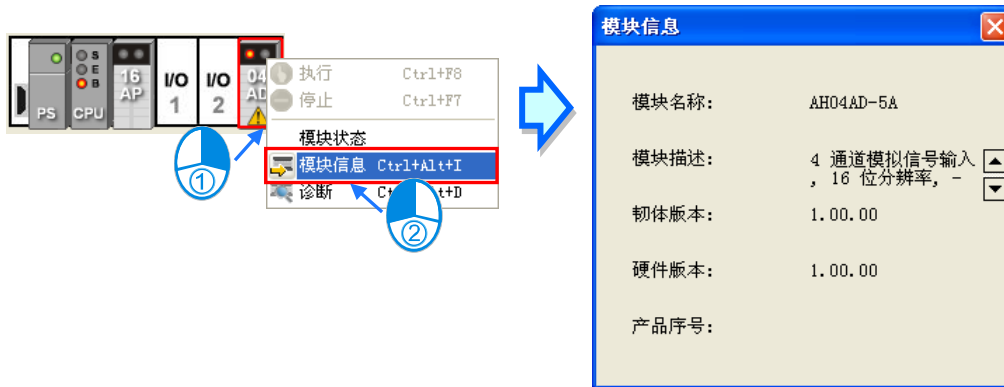 S
E
B
PS
CPU
16
AP
I/O
1
I/O
2
04
AD
执行 Ctrl+F8
停止 Ctrl+F7
模块状态
模块信息 Ctrl+Alt+I
诊断
①
②
模块信息
模块名称: AH04AD-5A
模块描述: 4 通道模拟信号输入
, 16 位分辨率, -
韧体版本: 1.00.00
硬件版本: 1.00.00
产品序号: